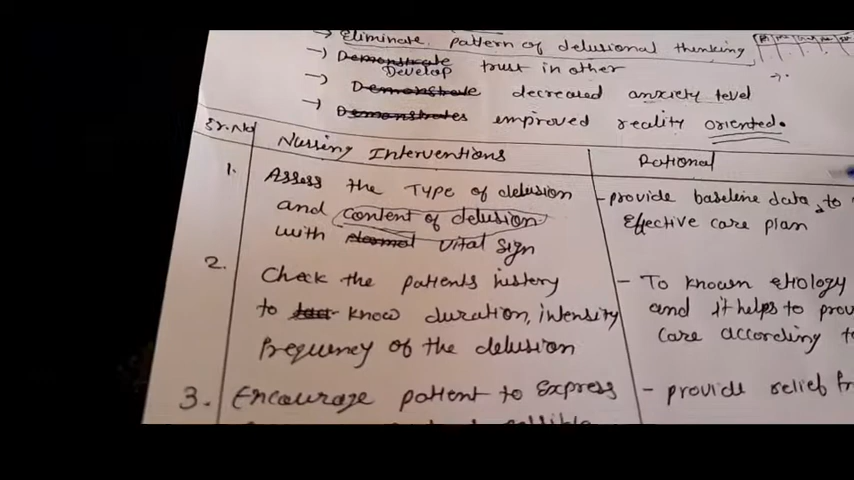 → Eliminate pattern of delusional thinking
→ Demonstrate Develop trust in other
→ Demonstrate decreased anxiety level
→ Demonstrates improved reality oriented.
Sr.No Nursing Interventions Rational
1. Assess the Type of delusion - provide baseline data, to
and content of delusion Effective care plan
with Normal vital sign
2. Check the patients history - To known etiology
to know duration, intensity and it helps to prov
frequency of the delusion care according to
3. Encourage patient to Express - provide relief fr